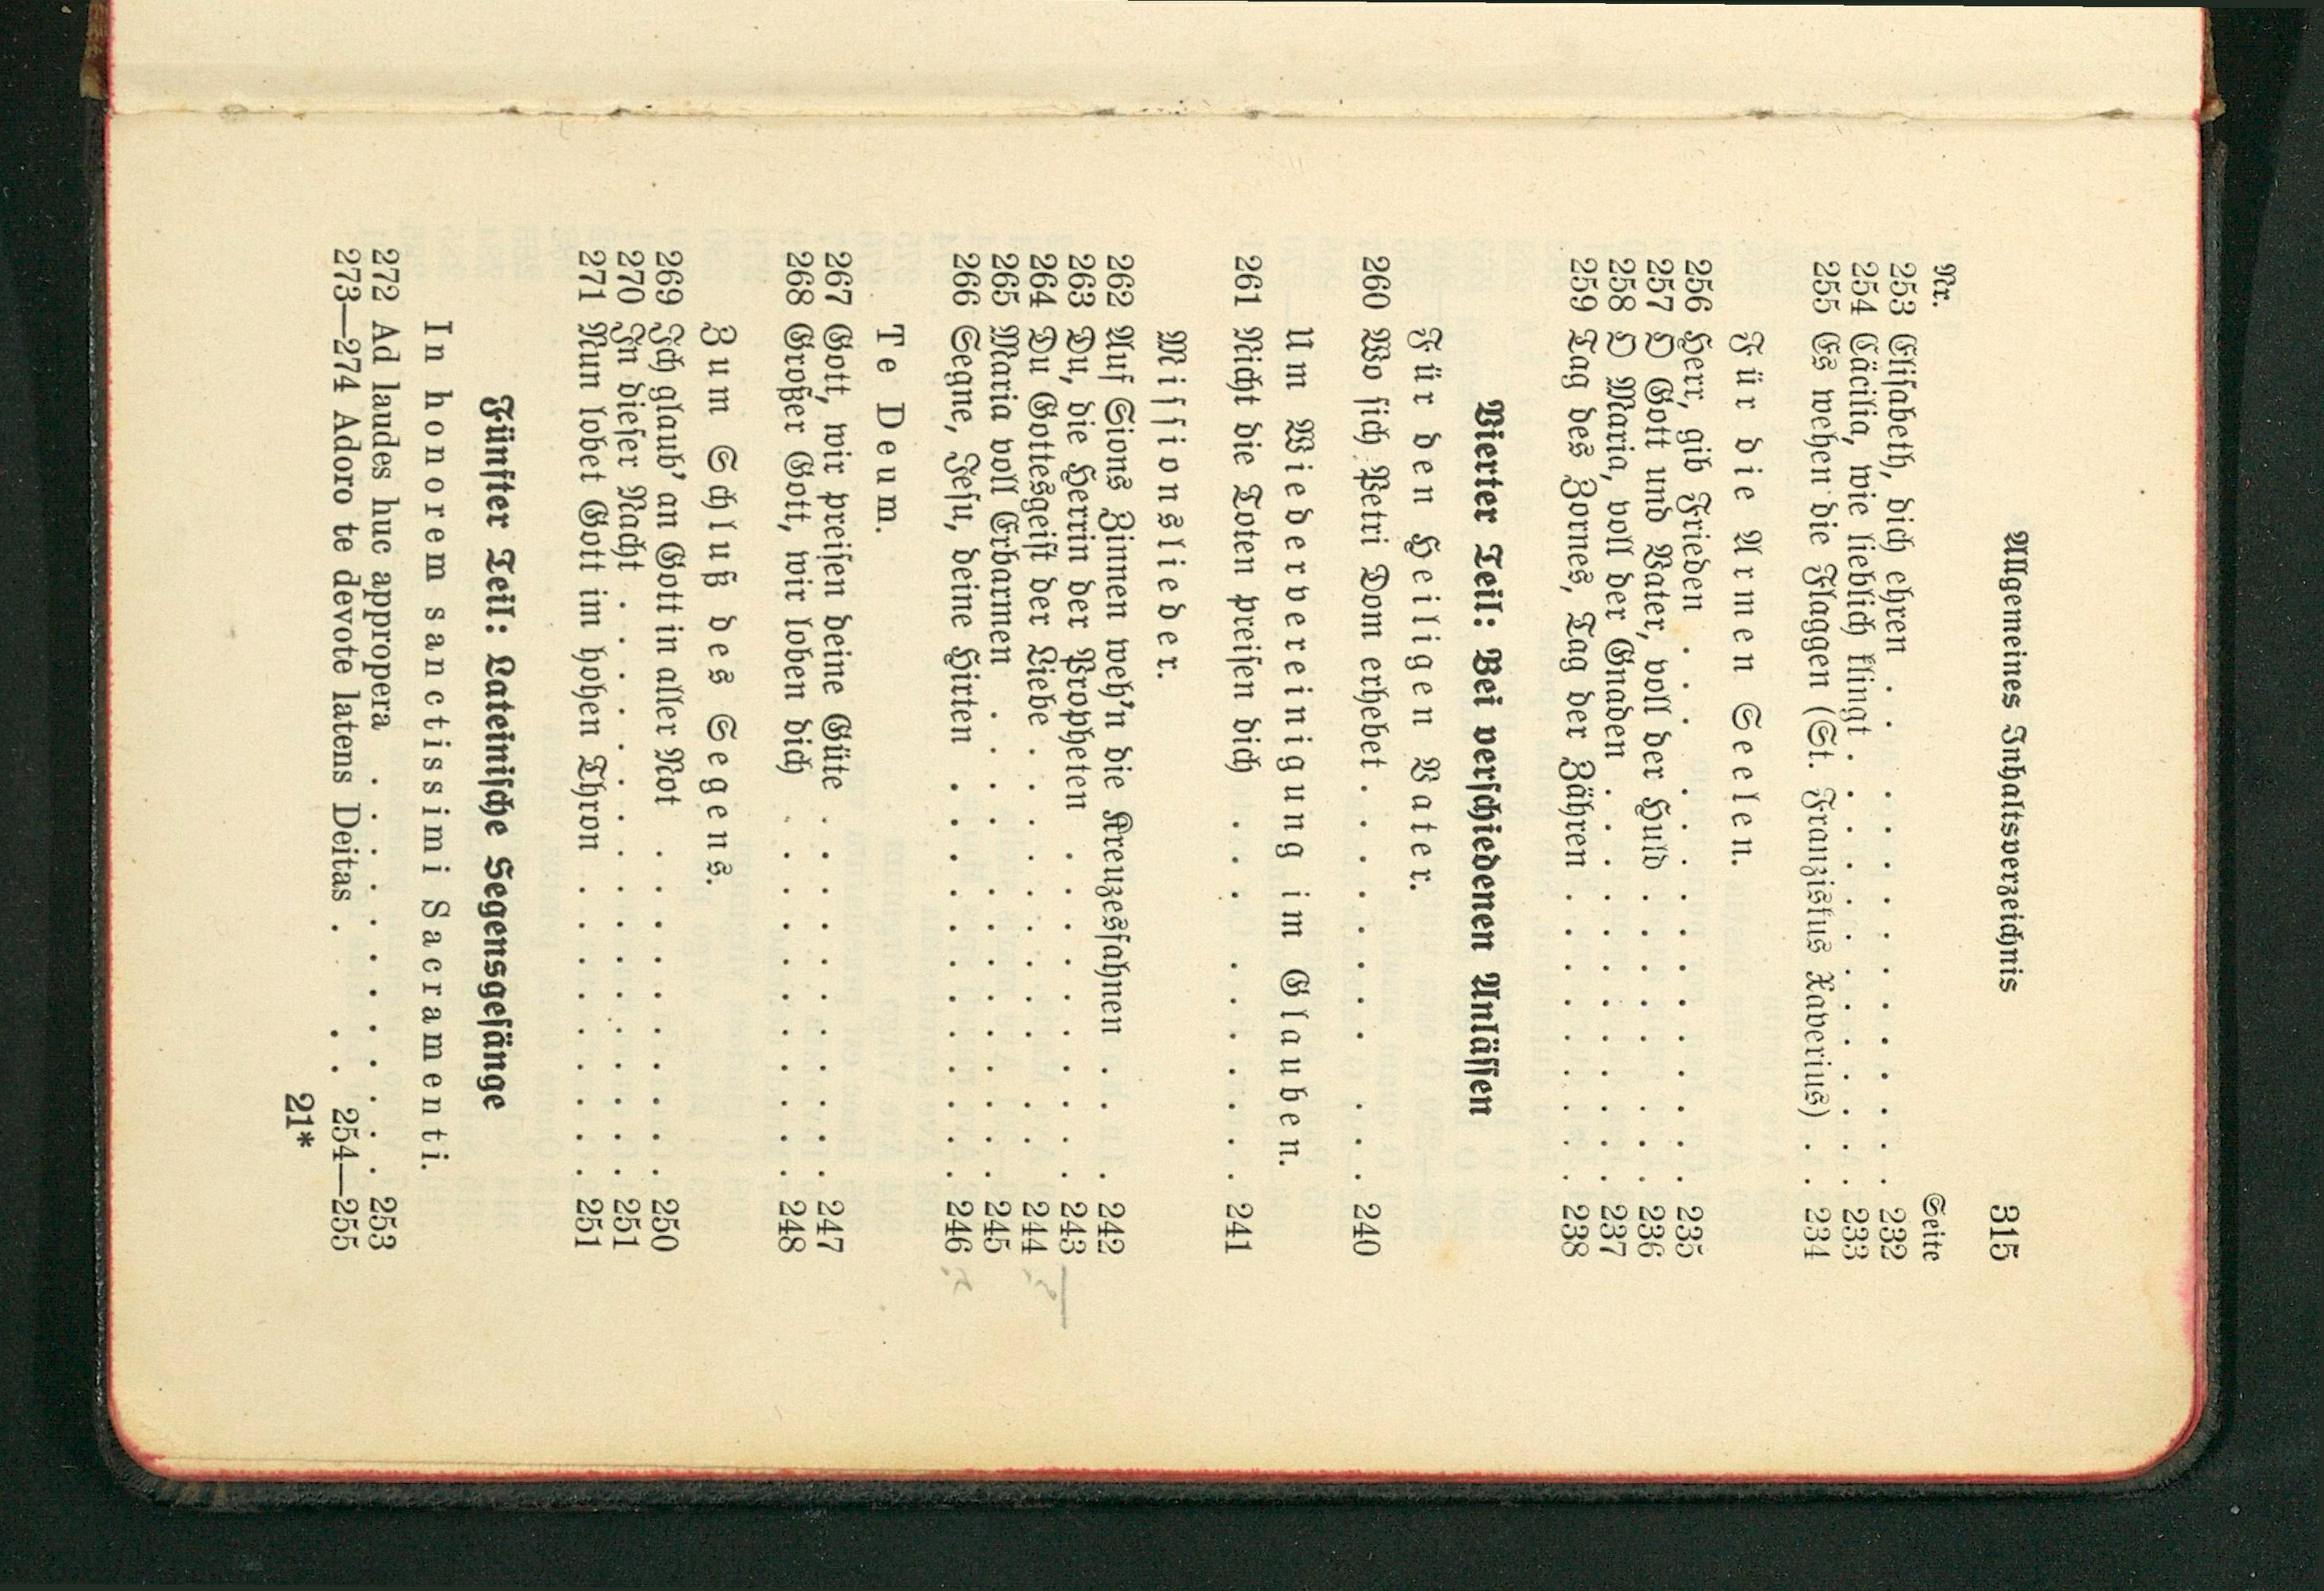 Allgemeines Inhaltsverzeichnis 315
Nr. Seite
253 Elisabeth, dich ehren . . . . . . . . . 232
254 Cäcilia, wie lieblich klingt . . . . . . . 233
255 Es wehen die Flaggen (St. Franziskus Xaverius) . . 234
Für die Armen Seelen.
256 Herr, gib Frieden . . . . . . . . . 235
257 O Gott und Vater, voll der Huld . . . . . 236
258 O Maria, voll der Gnaden . . . . . . . 237
259 Tag des Zornes, Tag der Zähren . . . . . 238
Vierter Teil: Bei verschiedenen Anlässen
Für den Heiligen Vater.
260 Wo sich Petri Dom erhebet . . . . . . . 240
Um Wiedervereinigung im Glauben.
261 Nicht die Toten preisen dich . . . . . . 241
Missionslieder.
262 Auf Sions Zinnen weh'n die Kreuzesfahnen . . . 242
263 Du, die Herrin der Propheten . . . . . . 243
264 Du Gottesgeist der Liebe . . . . . . . 244
265 Maria voll Erbarmen . . . . . . . . 245
266 Segne, Jesu, deine Hirten . . . . . . . 246
Te Deum.
267 Gott, wir preisen deine Güte . . . . . . 247
268 Großer Gott, wir loben dich . . . . . . 248
Zum Schluß des Segens.
269 Ich glaub' an Gott in aller Not . . . . . 250
270 In dieser Nacht . . . . . . . . . 251
271 Nun lobet Gott im hohen Thron . . . . . 251
Fünfter Teil: Lateinische Segensgesänge
In honorem sanctissimi Sacramenti.
272 Ad laudes huc appropera . . . . . . . 253
273—274 Adoro te devote latens Deitas . . . 254—255
21*